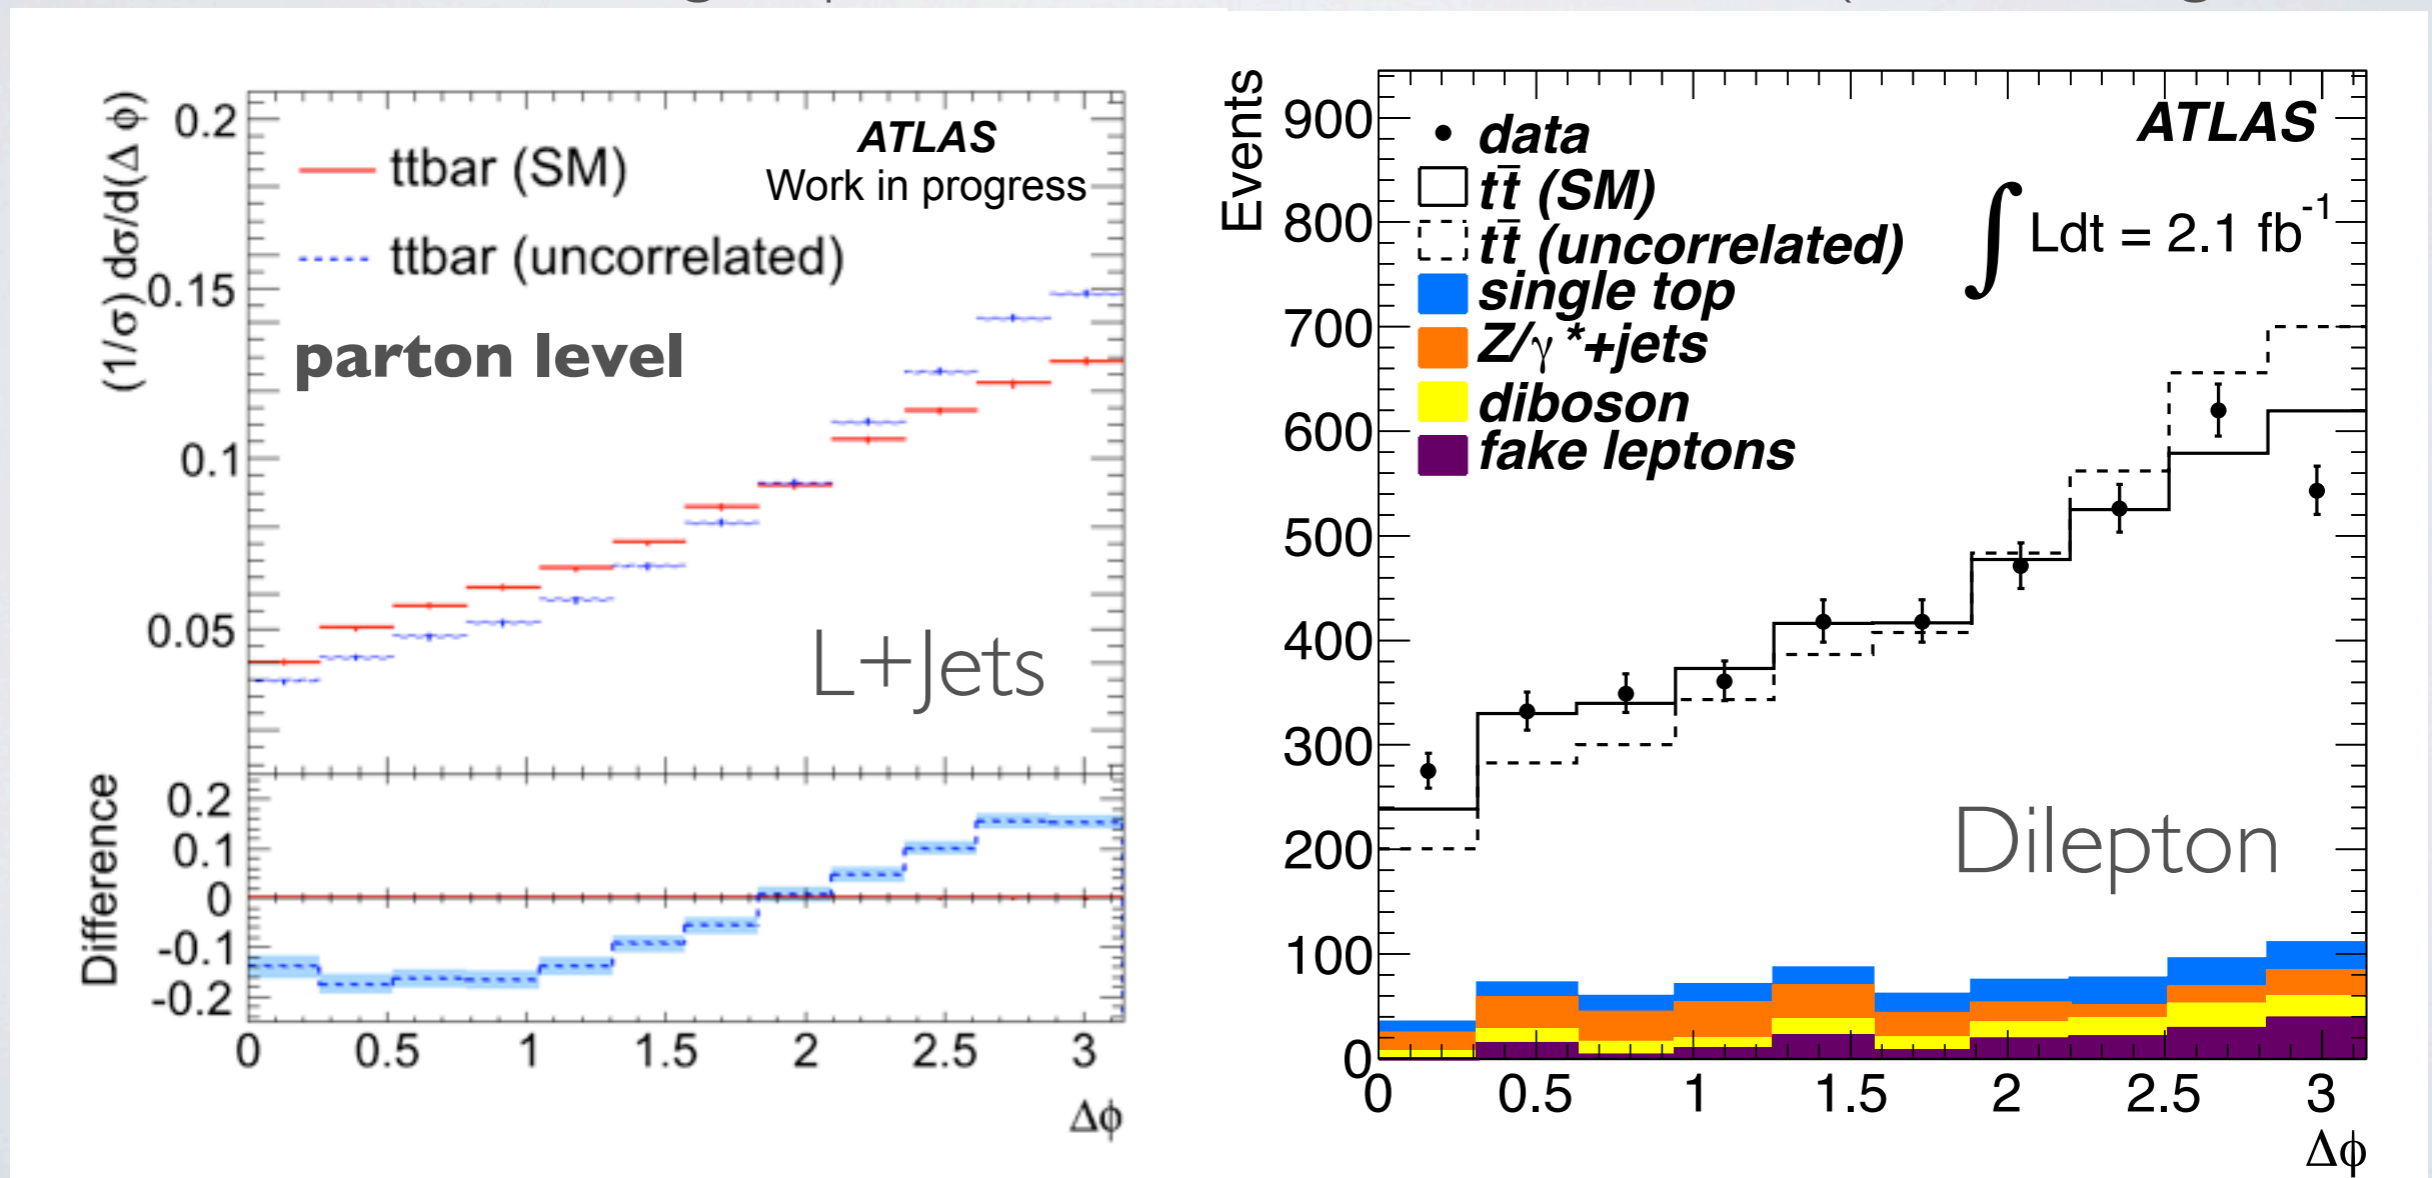 (1/σ) dσ/d(Δ φ)
0.2
0.15
0.1
0.05
ttbar (SM)
ttbar (uncorrelated)
ATLAS
Work in progress
parton level
L+Jets
Difference
0.2
0.1
0
-0.1
-0.2
0 0.5 1 1.5 2 2.5 3
Δϕ
Events
900
800
700
600
500
400
300
200
100
0
data
tt̄ (SM)
tt̄ (uncorrelated)
single top
Z/γ *+jets
diboson
fake leptons
ATLAS
∫ Ldt = 2.1 fb⁻¹
Dilepton
0 0.5 1 1.5 2 2.5 3
Δϕ